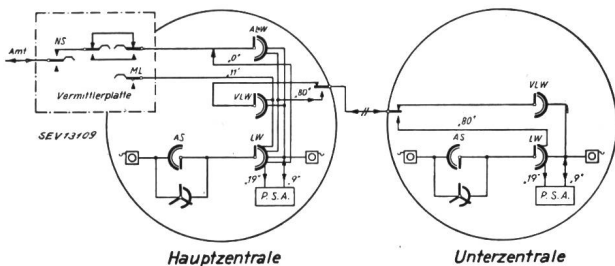 Amt
NS
ML
Vermittlerplatte
SEV13109
ALW
„0"
„11'
VLW
„80"
AS
LW
„19"
„9"
P.S.A.
Hauptzentrale
VLW
„80"
AS
LW
„19"
„9"
P.S.A.
Unterzentrale